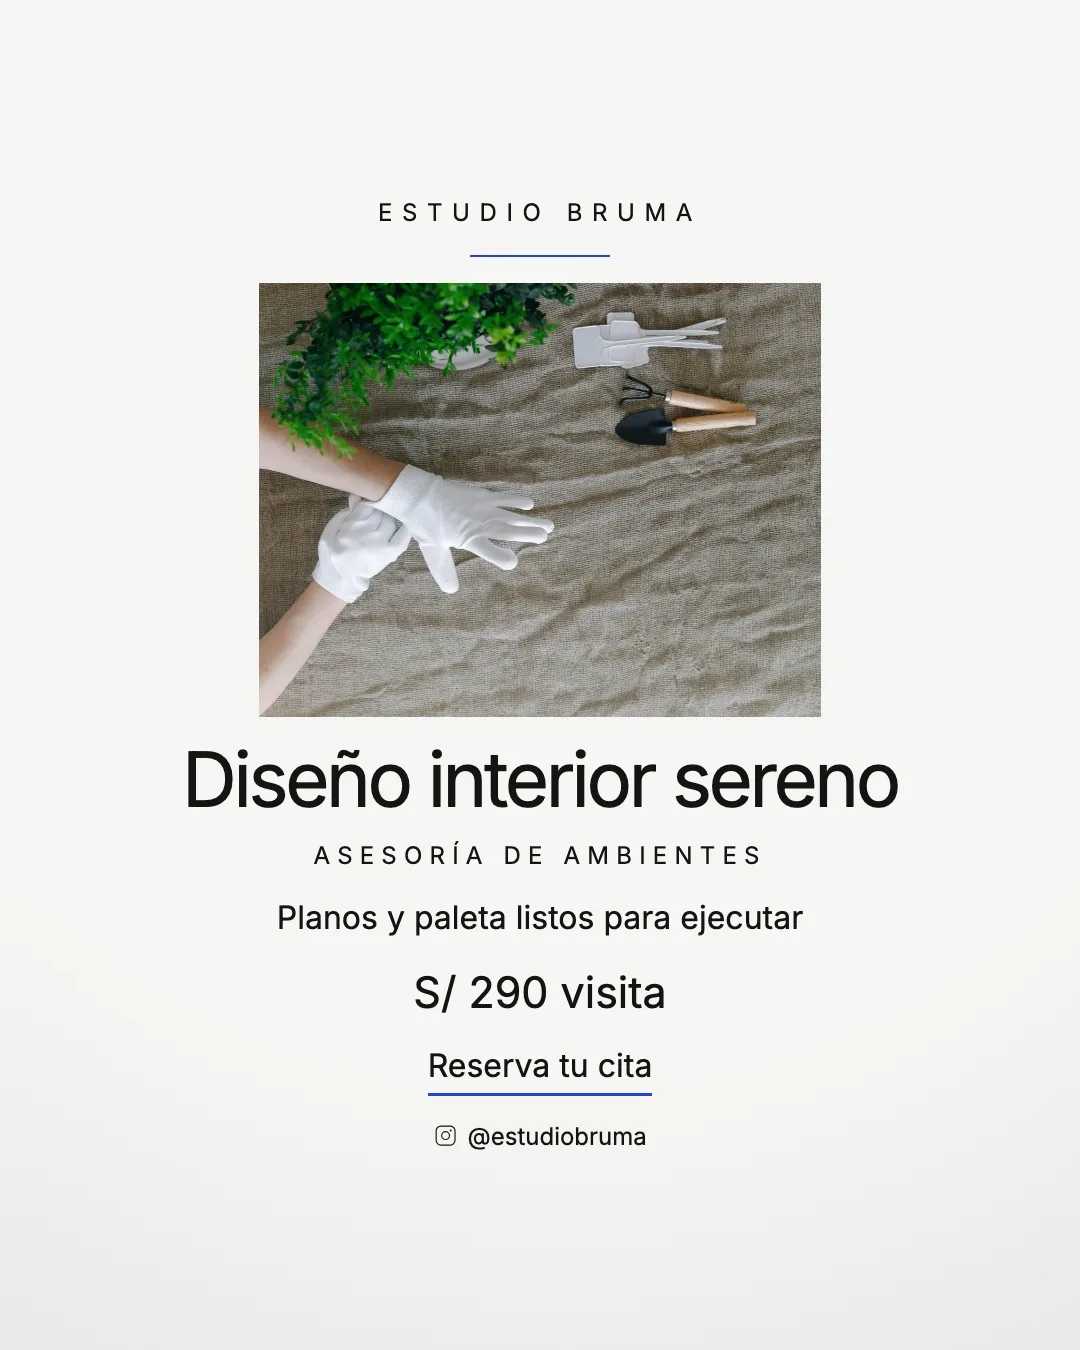 ESTUDIO BRUMA
Diseño interior sereno
ASESORÍA DE AMBIENTES
Planos y paleta listos para ejecutar
S/ 290 visita
Reserva tu cita
@estudiobruma